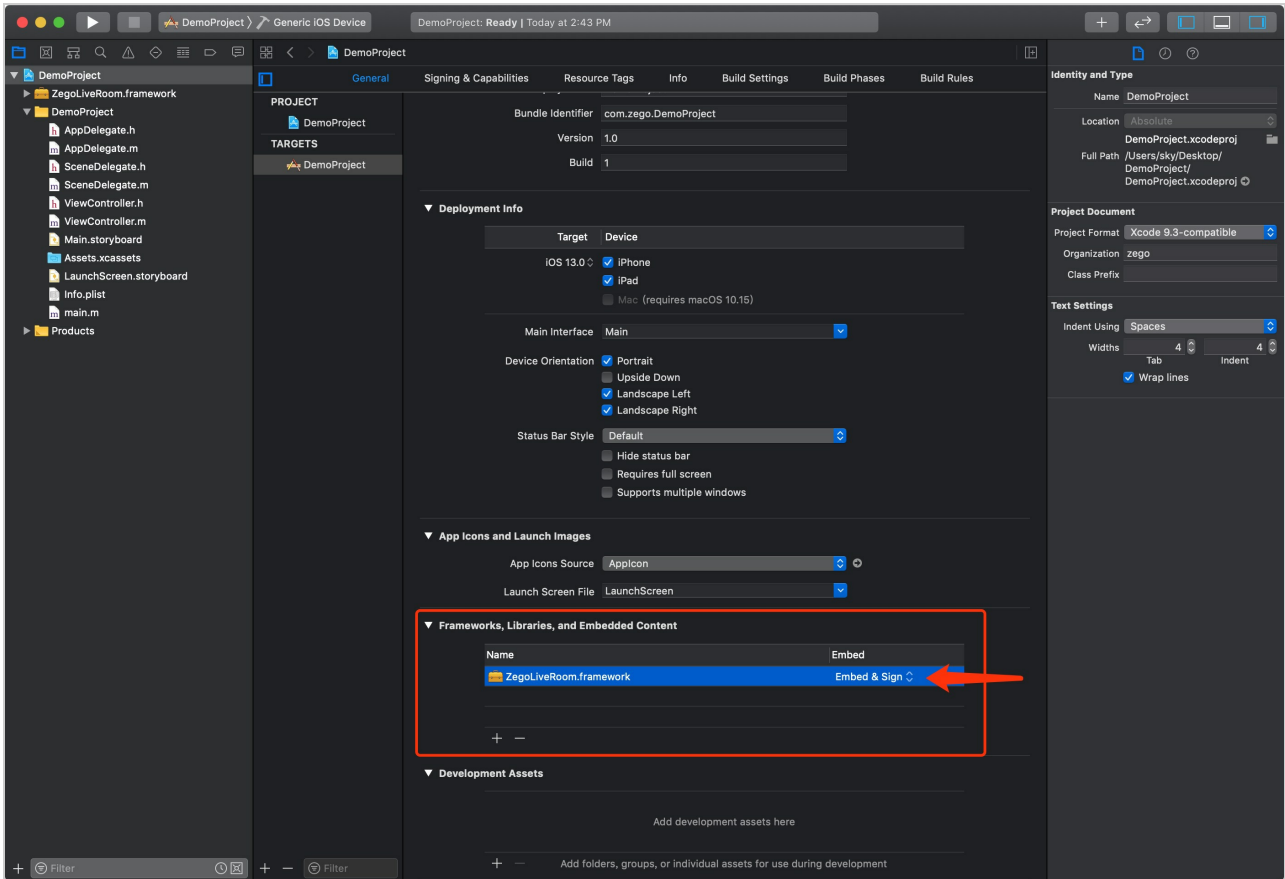 DemoProject
Generic iOS Device
DemoProject: Ready | Today at 2:43 PM
DemoProject
ZegoLiveRoom.framework
DemoProject
AppDelegate.h
AppDelegate.m
SceneDelegate.h
SceneDelegate.m
ViewController.h
ViewController.m
Main.storyboard
Assets.xcassets
LaunchScreen.storyboard
Info.plist
main.m
Products
Filter
DemoProject
General
Signing & Capabilities
Resource Tags
Info
Build Settings
Build Phases
Build Rules
PROJECT
DemoProject
TARGETS
DemoProject
Filter
Bundle Identifier com.zego.DemoProject
Version 1.0
Build 1
Deployment Info
Target Device
iOS 13.0 iPhone
iPad
Mac (requires macOS 10.15)
Main Interface Main
Device Orientation Portrait
Upside Down
Landscape Left
Landscape Right
Status Bar Style Default
Hide status bar
Requires full screen
Supports multiple windows
App Icons and Launch Images
App Icons Source AppIcon
Launch Screen File LaunchScreen
Frameworks, Libraries, and Embedded Content
Name Embed
ZegoLiveRoom.framework Embed & Sign
Development Assets
Add development assets here
Add folders, groups, or individual assets for use during development
Identity and Type
Name DemoProject
Location Absolute
DemoProject.xcodeproj
Full Path /Users/sky/Desktop/
DemoProject/
DemoProject.xcodeproj
Project Document
Project Format Xcode 9.3-compatible
Organization zego
Class Prefix
Text Settings
Indent Using Spaces
Widths 4 4
Tab Indent
Wrap lines